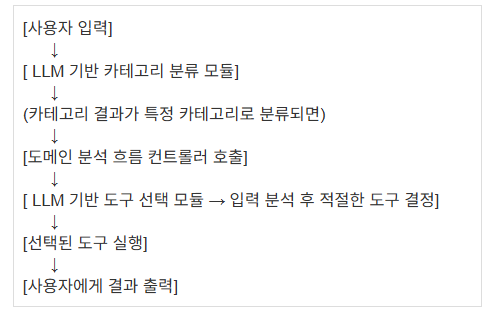 [사용자 입력]
↓
[ LLM 기반 카테고리 분류 모듈]
↓
(카테고리 결과가 특정 카테고리로 분류되면)
↓
[도메인 분석 흐름 컨트롤러 호출]
↓
[ LLM 기반 도구 선택 모듈 → 입력 분석 후 적절한 도구 결정]
↓
[선택된 도구 실행]
↓
[사용자에게 결과 출력]